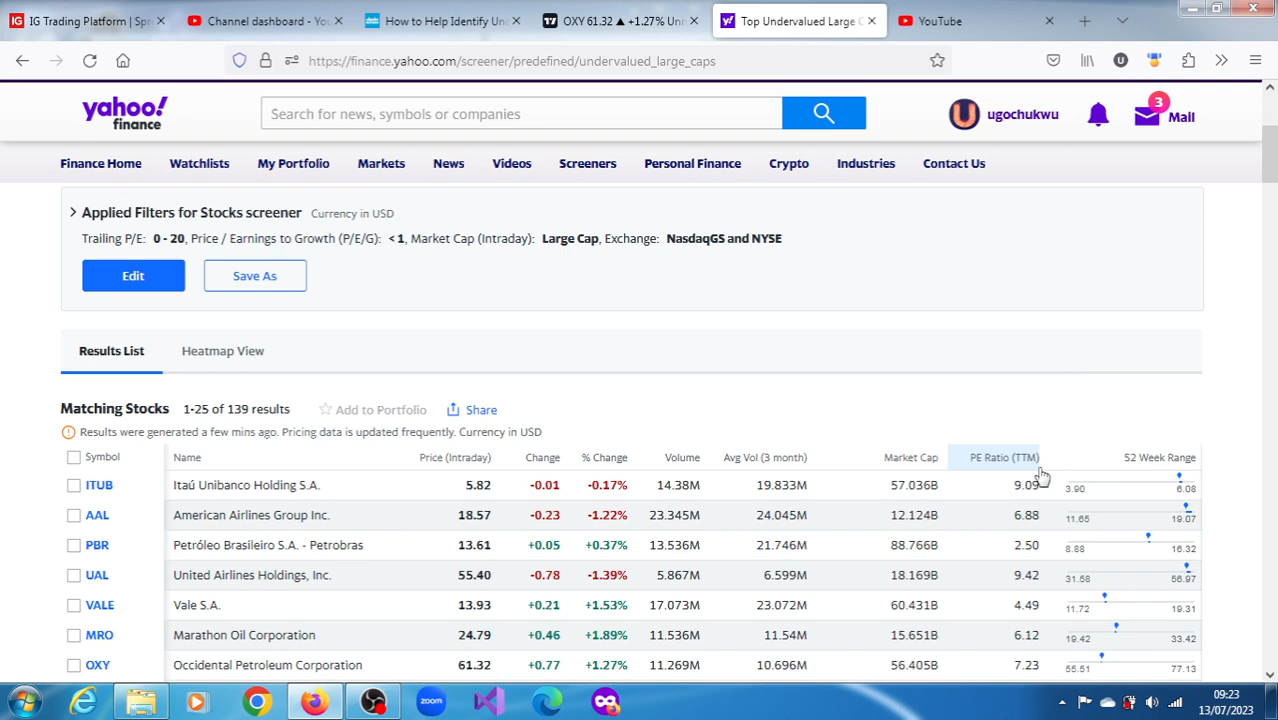 IG Trading Platform | Spre
Channel dashboard - Yo
How to Help Identify Un
OXY 61.32 ▲ +1.27% Unn
Top Undervalued Large C
YouTube
https://finance.yahoo.com/screener/predefined/undervalued_large_caps
yahoo!
finance
Search for news, symbols or companies
ugochukwu
3
Mail
Finance Home Watchlists My Portfolio Markets News Videos Screeners Personal Finance Crypto Industries Contact Us
Applied Filters for Stocks screener Currency in USD
Trailing P/E: 0 - 20, Price / Earnings to Growth (P/E/G): < 1, Market Cap (Intraday): Large Cap, Exchange: NasdaqGS and NYSE
Edit Save As
Results List Heatmap View
Matching Stocks 1-25 of 139 results Add to Portfolio Share
Results were generated a few mins ago. Pricing data is updated frequently. Currency in USD
Symbol Name Price (Intraday) Change % Change Volume Avg Vol (3 month) Market Cap PE Ratio (TTM) 52 Week Range
ITUB Itaú Unibanco Holding S.A. 5.82 -0.01 -0.17% 14.38M 19.833M 57.036B 9.09 3.90 6.08
AAL American Airlines Group Inc. 18.57 -0.23 -1.22% 23.345M 24.045M 12.124B 6.88 11.65 19.07
PBR Petróleo Brasileiro S.A. - Petrobras 13.61 +0.05 +0.37% 13.536M 21.746M 88.766B 2.50 8.88 16.32
UAL United Airlines Holdings, Inc. 55.40 -0.78 -1.39% 5.867M 6.599M 18.169B 9.42 31.58 56.97
VALE Vale S.A. 13.93 +0.21 +1.53% 17.073M 23.072M 60.431B 4.49 11.72 19.31
MRO Marathon Oil Corporation 24.79 +0.46 +1.89% 11.536M 11.54M 15.651B 6.12 19.42 33.42
OXY Occidental Petroleum Corporation 61.32 +0.77 +1.27% 11.269M 10.696M 56.405B 7.23 55.51 77.13
zoom
09:23
13/07/2023